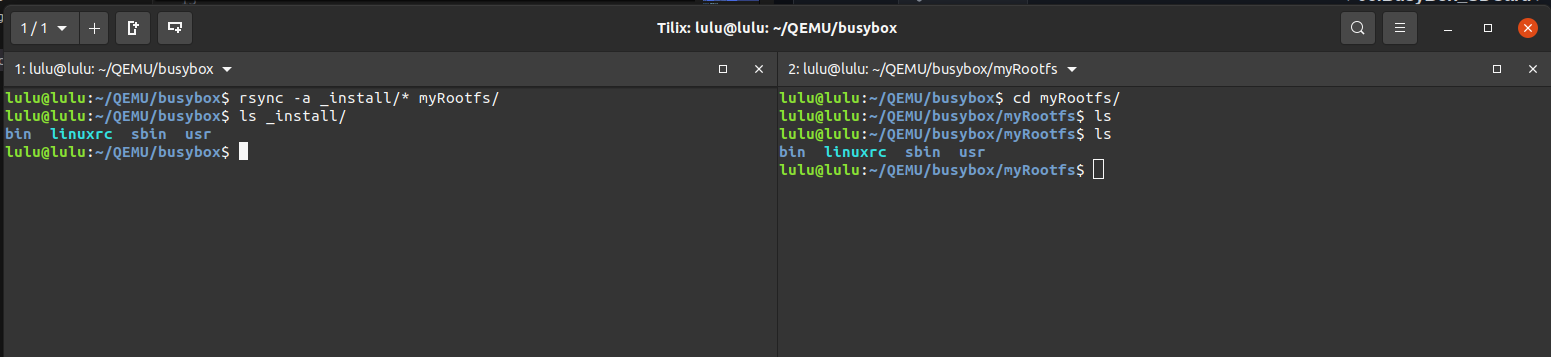 1 / 1
Tilix: lulu@lulu: ~/QEMU/busybox
1: lulu@lulu: ~/QEMU/busybox
lulu@lulu:~/QEMU/busybox$ rsync -a _install/* myRootfs/
lulu@lulu:~/QEMU/busybox$ ls _install/
bin  linuxrc  sbin  usr
lulu@lulu:~/QEMU/busybox$
2: lulu@lulu: ~/QEMU/busybox/myRootfs
lulu@lulu:~/QEMU/busybox$ cd myRootfs/
lulu@lulu:~/QEMU/busybox/myRootfs$ ls
lulu@lulu:~/QEMU/busybox/myRootfs$ ls
bin  linuxrc  sbin  usr
lulu@lulu:~/QEMU/busybox/myRootfs$